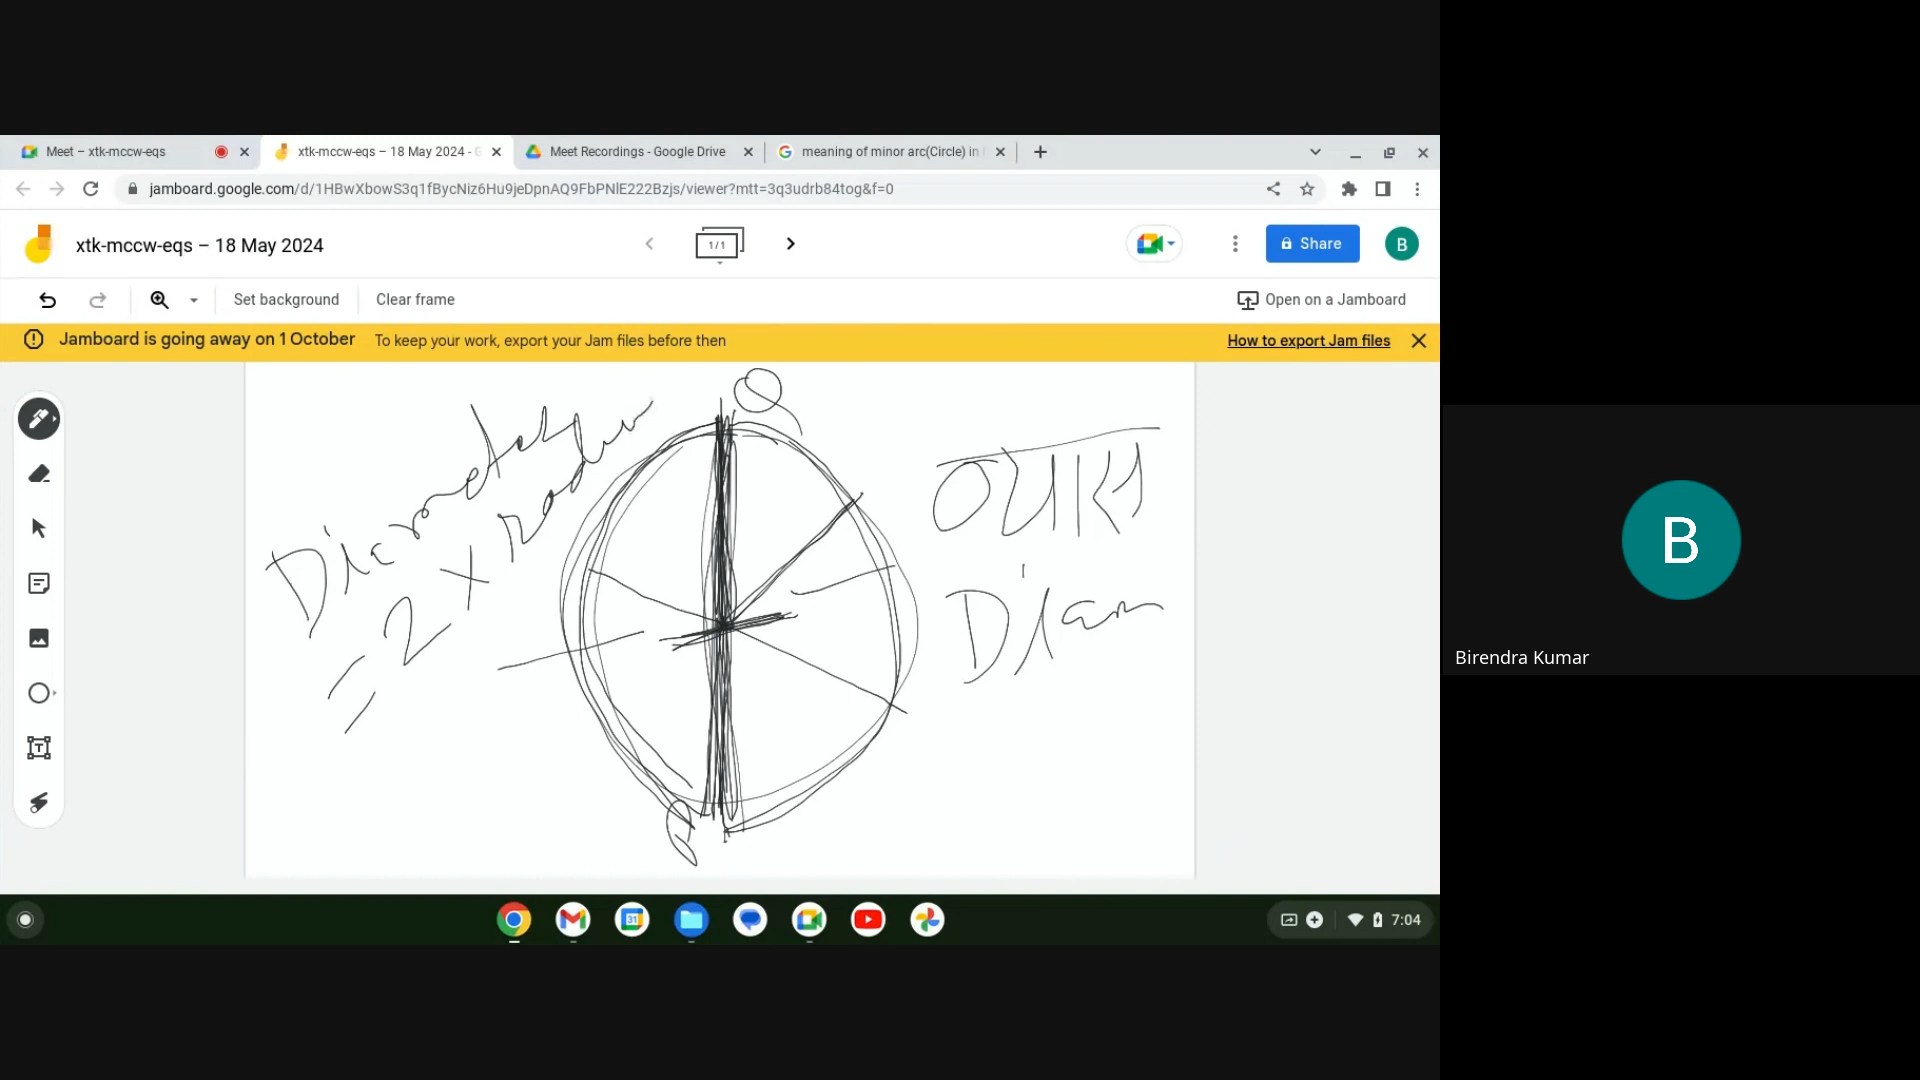 Meet – xtk-mccw-eqs
xtk-mccw-eqs – 18 May 2024 - G
Meet Recordings - Google Drive
meaning of minor arc(Circle) in
jamboard.google.com/d/1HBwXbowS3q1fBycNiz6Hu9jeDpnAQ9FbPNlE222Bzjs/viewer?mtt=3q3udrb84tog&f=0
xtk-mccw-eqs – 18 May 2024
1/1
Share
B
Set background
Clear frame
Open on a Jamboard
Jamboard is going away on 1 October
To keep your work, export your Jam files before then
How to export Jam files
Q
Diameter
= 2 x radius
व्यास
Diam
P
B
Birendra Kumar
31
7:04